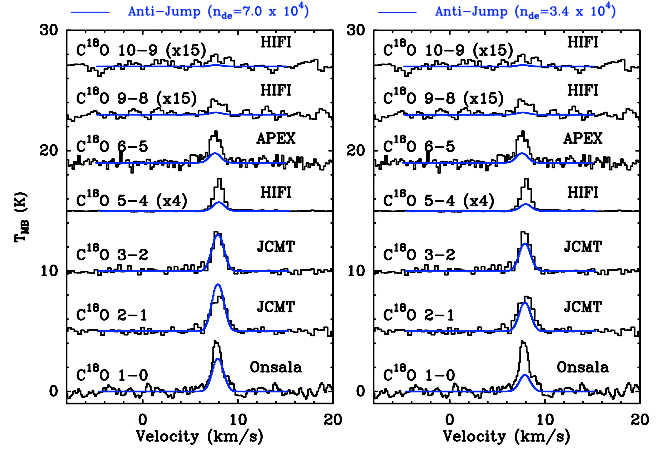 Anti-Jump (n_de=7.0 x 10^4)
30
C^18O 10-9 (x15)
HIFI
C^18O 9-8 (x15)
HIFI
20
C^18O 6-5
APEX
C^18O 5-4 (x4)
HIFI
T_MB (K)
C^18O 3-2
JCMT
10
C^18O 2-1
JCMT
C^18O 1-0
Onsala
0
0 10 20
Velocity (km/s)
Anti-Jump (n_de=3.4 x 10^4)
30
C^18O 10-9 (x15)
HIFI
C^18O 9-8 (x15)
HIFI
20
C^18O 6-5
APEX
C^18O 5-4 (x4)
HIFI
C^18O 3-2
JCMT
10
C^18O 2-1
JCMT
C^18O 1-0
Onsala
0
0 10 20
Velocity (km/s)